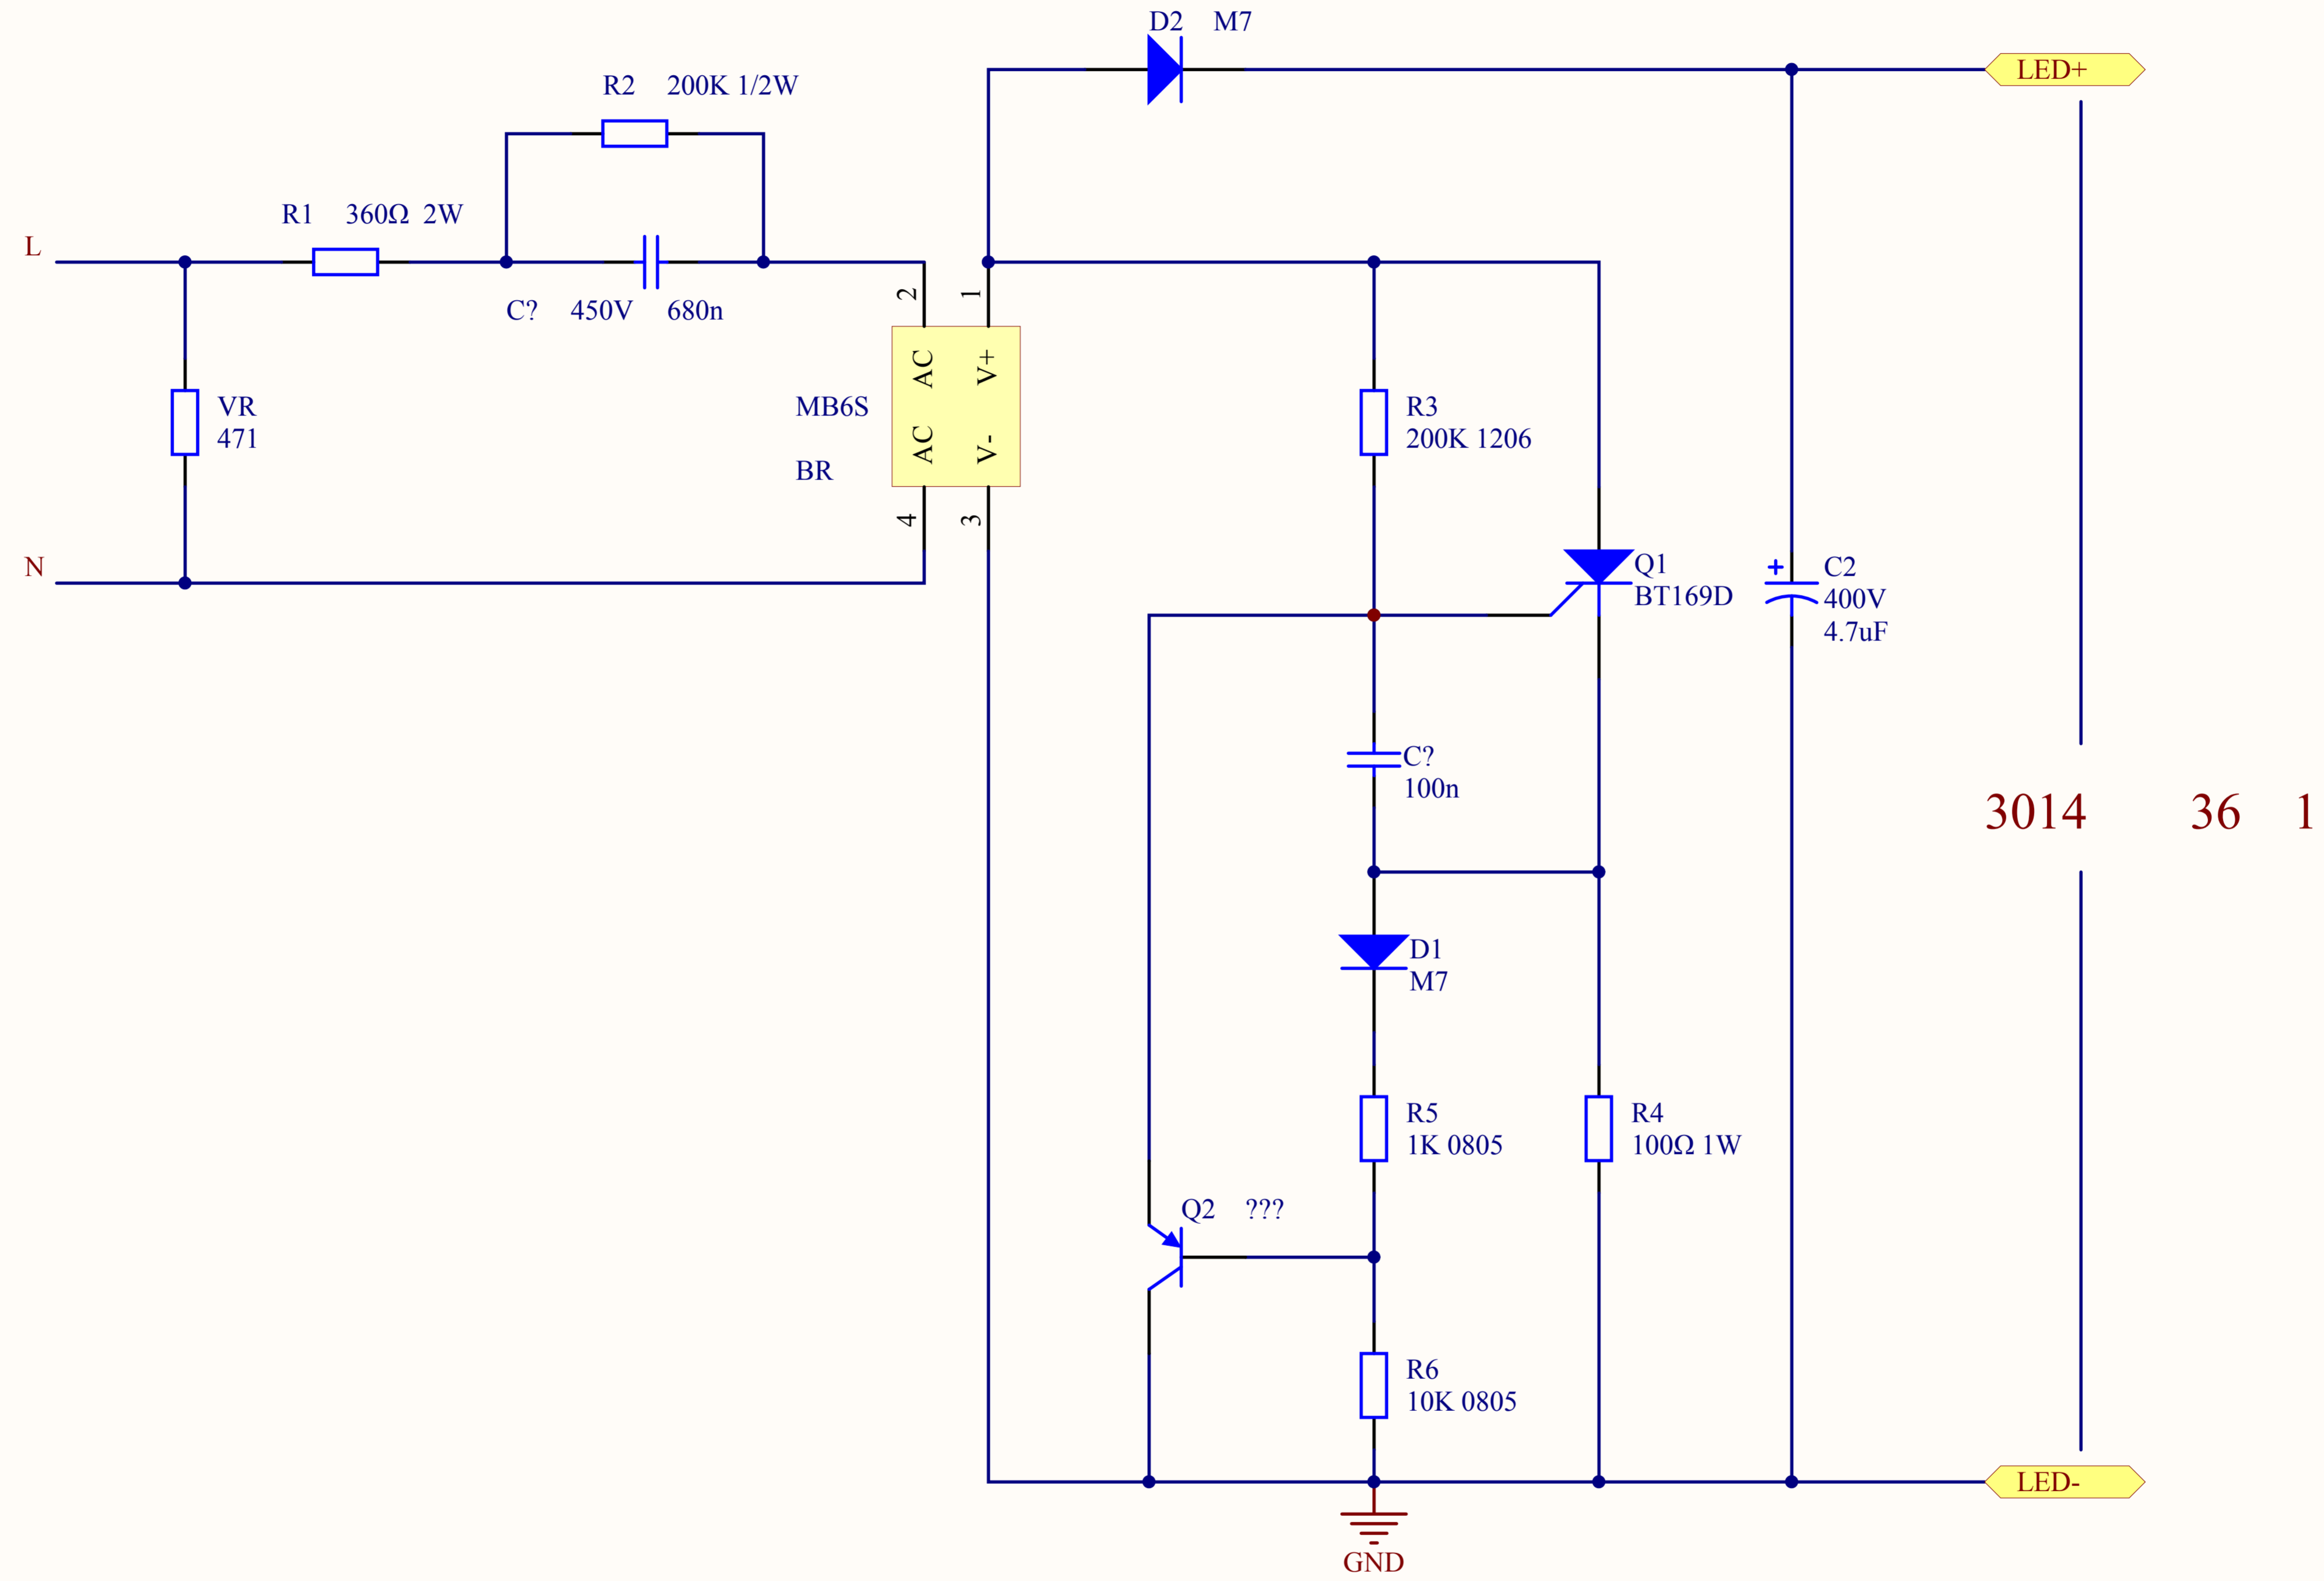 D2 M7
LED+
R2 200K 1/2W
R1 360Ω 2W
L
C? 450V 680n
2
1
AC
V+
VR
471
MB6S
R3
200K 1206
AC
V-
BR
4
3
N
Q1
BT169D
+
C2
400V
4.7uF
C?
100n
3014 36 1
D1
M7
R5
1K 0805
R4
100Ω 1W
Q2 ???
R6
10K 0805
LED-
GND